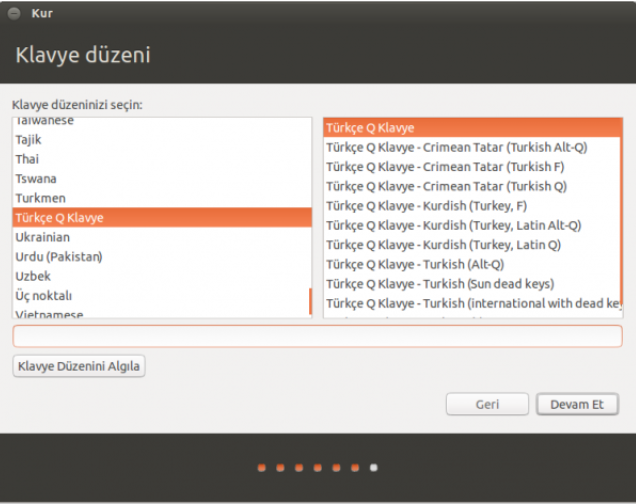 Kur
Klavye düzeni
Klavye düzeninizi seçin:
Taiwanese
Tajik
Thai
Tswana
Turkmen
Türkçe Q Klavye
Ukrainian
Urdu (Pakistan)
Uzbek
Üç noktalı
Vietnamese
Türkçe Q Klavye
Türkçe Q Klavye - Crimean Tatar (Turkish Alt-Q)
Türkçe Q Klavye - Crimean Tatar (Turkish F)
Türkçe Q Klavye - Crimean Tatar (Turkish Q)
Türkçe Q Klavye - Kurdish (Turkey, F)
Türkçe Q Klavye - Kurdish (Turkey, Latin Alt-Q)
Türkçe Q Klavye - Kurdish (Turkey, Latin Q)
Türkçe Q Klavye - Turkish (Alt-Q)
Türkçe Q Klavye - Turkish (Sun dead keys)
Türkçe Q Klavye - Turkish (international with dead key
Klavye Düzenini Algıla
Geri
Devam Et